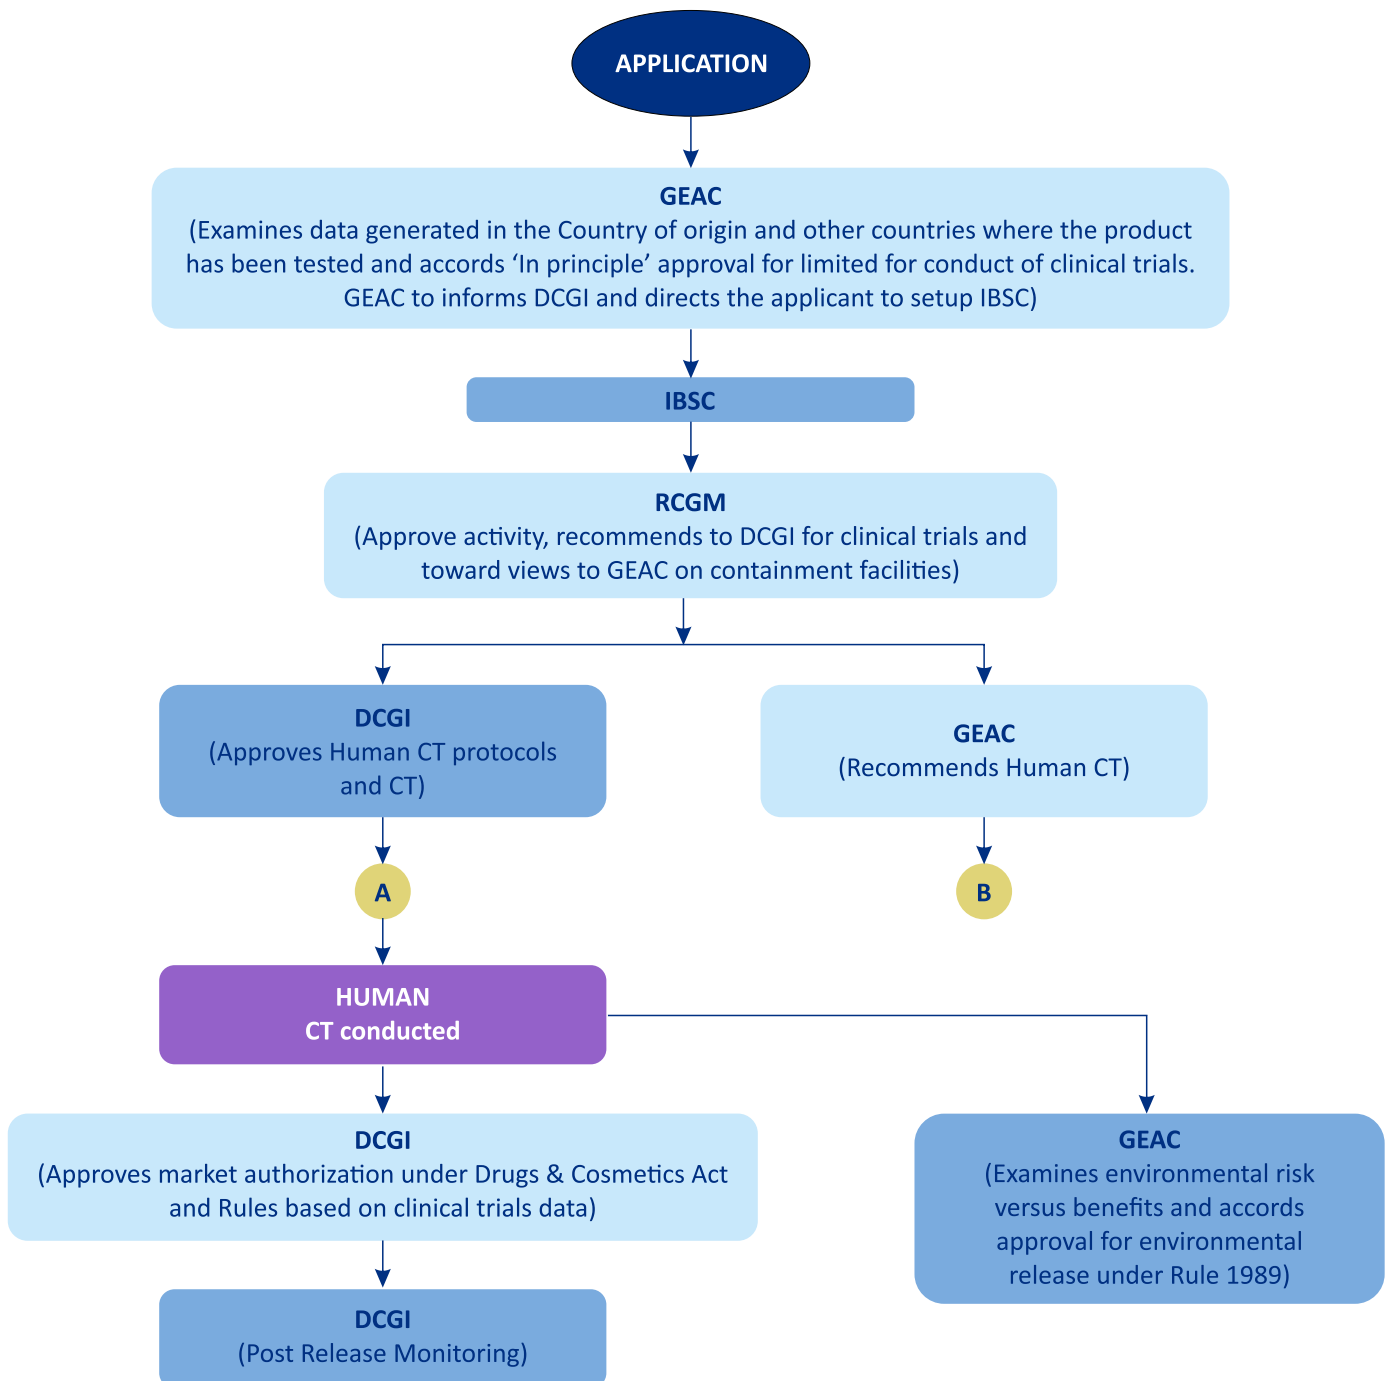 APPLICATION
GEAC
(Examines data generated in the Country of origin and other countries where the product
has been tested and accords ‘In principle’ approval for limited for conduct of clinical trials.
GEAC to informs DCGI and directs the applicant to setup IBSC)
IBSC
RCGM
(Approve activity, recommends to DCGI for clinical trials and
toward views to GEAC on containment facilities)
DCGI
(Approves Human CT protocols
and CT)
GEAC
(Recommends Human CT)
A
B
HUMAN
CT conducted
DCGI
(Approves market authorization under Drugs & Cosmetics Act
and Rules based on clinical trials data)
GEAC
(Examines environmental risk
versus benefits and accords
approval for environmental
release under Rule 1989)
DCGI
(Post Release Monitoring)